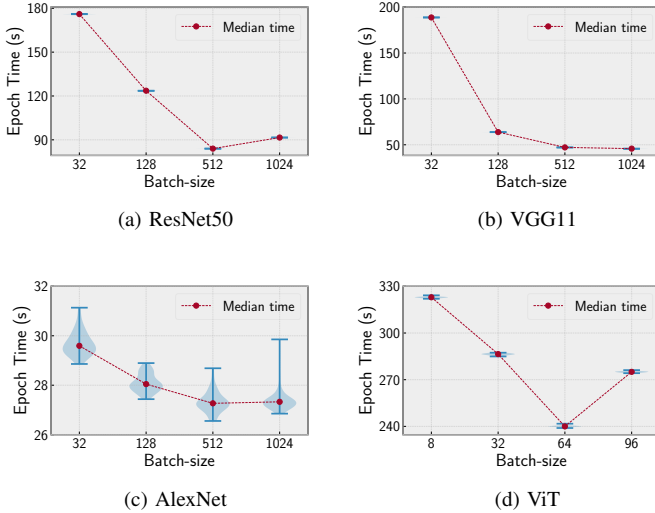 180
150
120
90
Epoch Time (s)
Median time
32 128 512 1024
Batch-size
(a) ResNet50
200
150
100
50
Epoch Time (s)
Median time
32 128 512 1024
Batch-size
(b) VGG11
32
30
28
26
Epoch Time (s)
Median time
32 128 512 1024
Batch-size
(c) AlexNet
330
300
270
240
Epoch Time (s)
Median time
8 32 64 96
Batch-size
(d) ViT